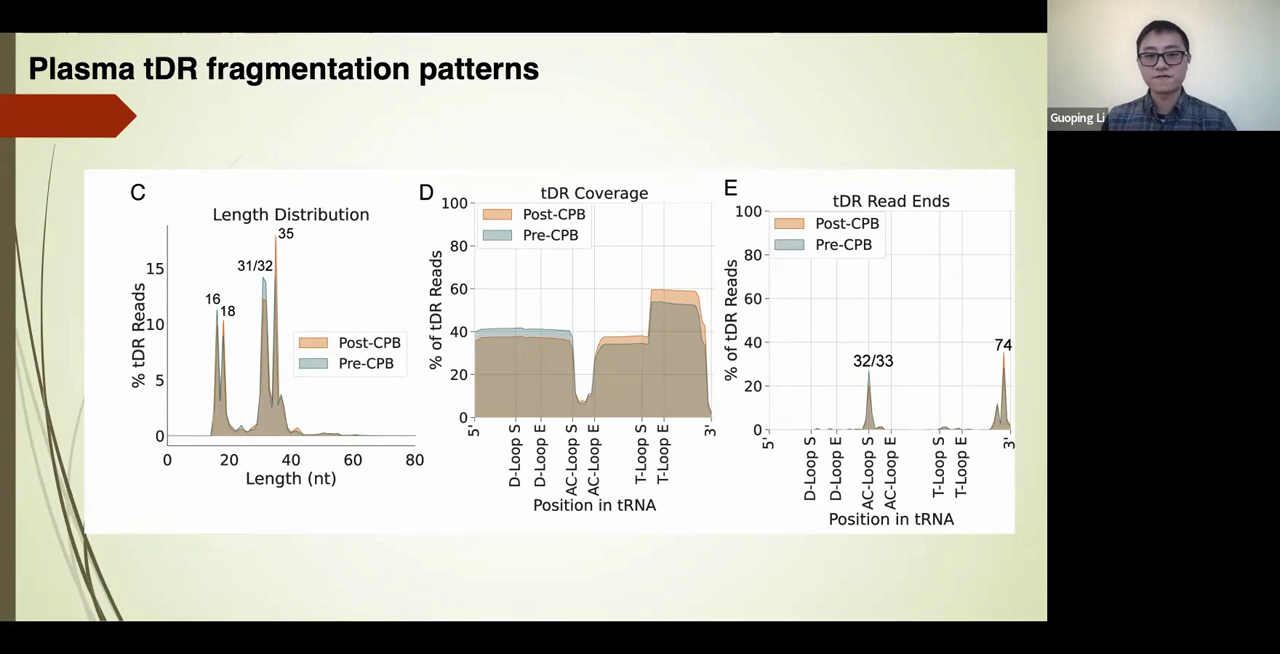 Plasma tDR fragmentation patterns
Guoping Li
C
Length Distribution
% tDR Reads
15
10
5
0
16
18
31/32
35
Post-CPB
Pre-CPB
0 20 40 60 80
Length (nt)
D
tDR Coverage
% of tDR Reads
100
80
60
40
20
0
Post-CPB
Pre-CPB
5'
D-Loop S
D-Loop E
AC-Loop S
AC-Loop E
T-Loop S
T-Loop E
3'
Position in tRNA
E
tDR Read Ends
% of tDR Reads
100
80
60
40
20
0
Post-CPB
Pre-CPB
32/33
74
5'
D-Loop S
D-Loop E
AC-Loop S
AC-Loop E
T-Loop S
T-Loop E
3'
Position in tRNA